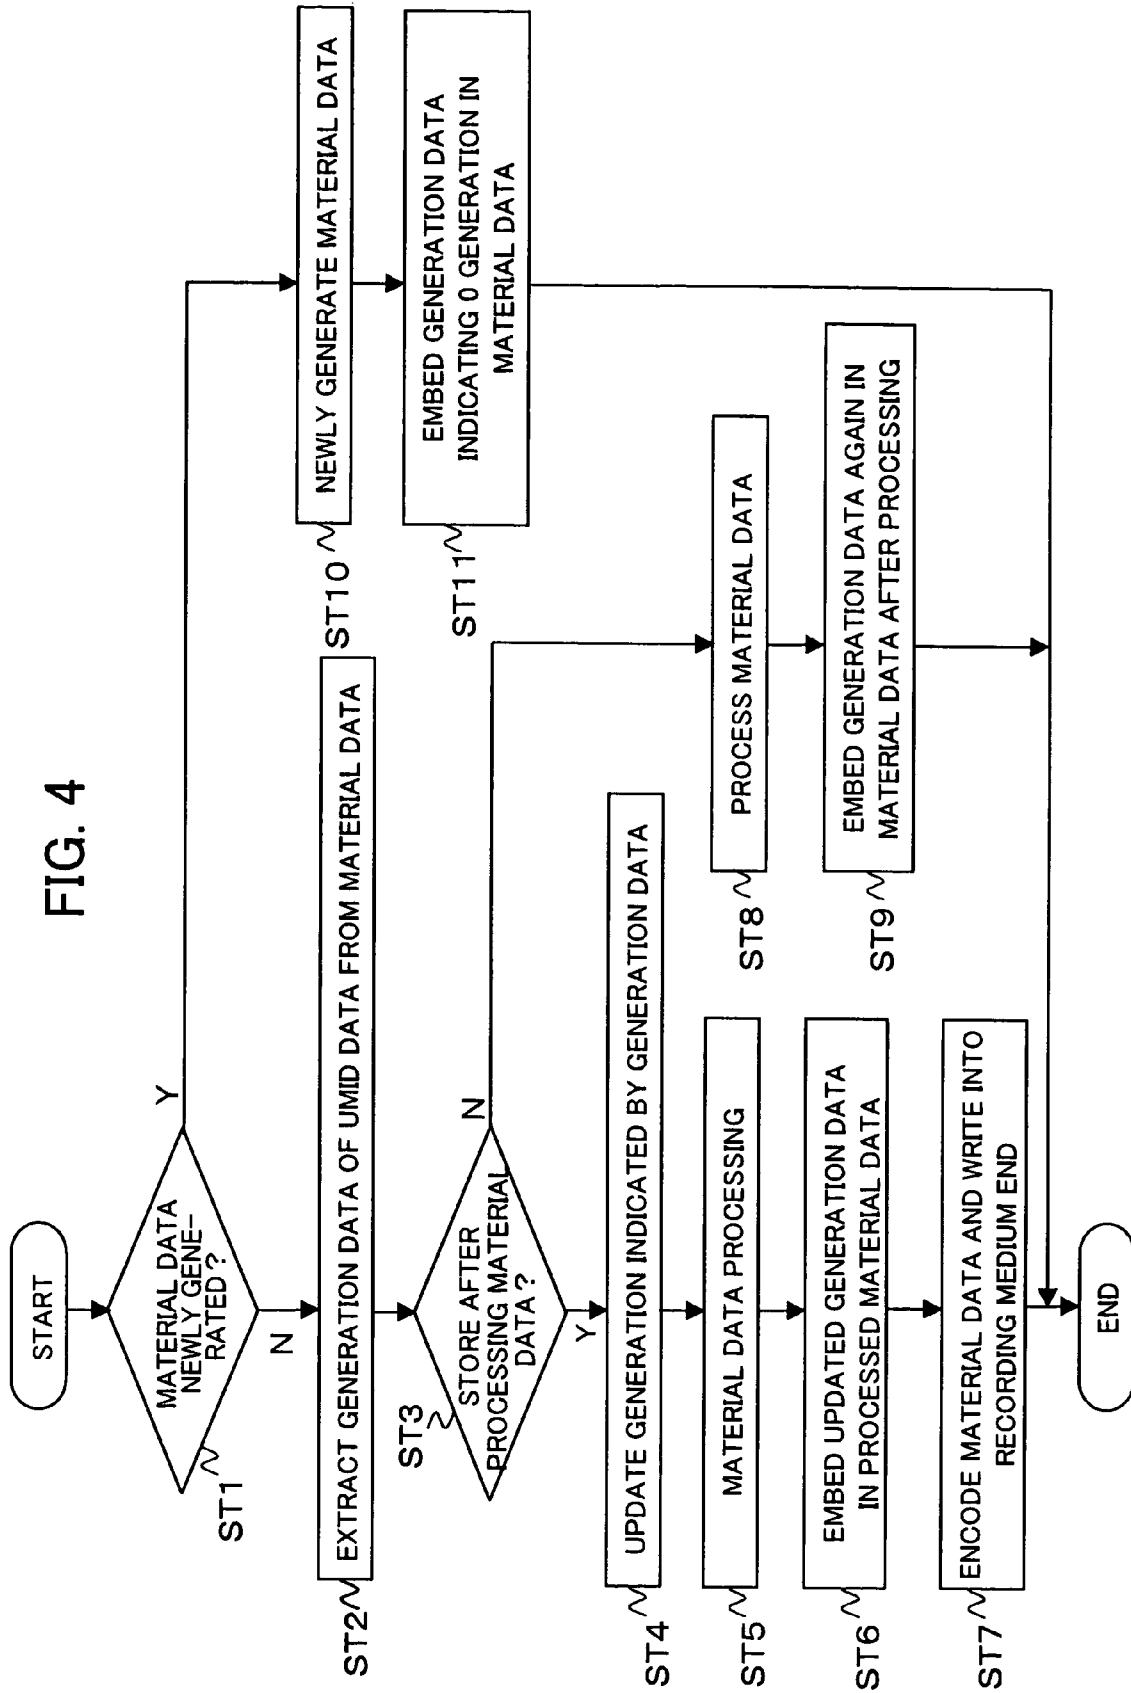 FIG. 4
START
MATERIAL DATA
NEWLY GENE-
RATED?
ST1
Y
N
ST2
EXTRACT GENERATION DATA OF UMID DATA FROM MATERIAL DATA
ST3
STORE AFTER
PROCESSING MATERIAL
DATA?
N
Y
ST4
UPDATE GENERATION INDICATED BY GENERATION DATA
ST5
MATERIAL DATA PROCESSING
ST6
EMBED UPDATED GENERATION DATA
IN PROCESSED MATERIAL DATA
ST7
ENCODE MATERIAL DATA AND WRITE INTO
RECORDING MEDIUM END
ST8
PROCESS MATERIAL DATA
ST9
EMBED GENERATION DATA AGAIN IN
MATERIAL DATA AFTER PROCESSING
ST10
NEWLY GENERATE MATERIAL DATA
ST11
EMBED GENERATION DATA
INDICATING 0 GENERATION IN
MATERIAL DATA
END